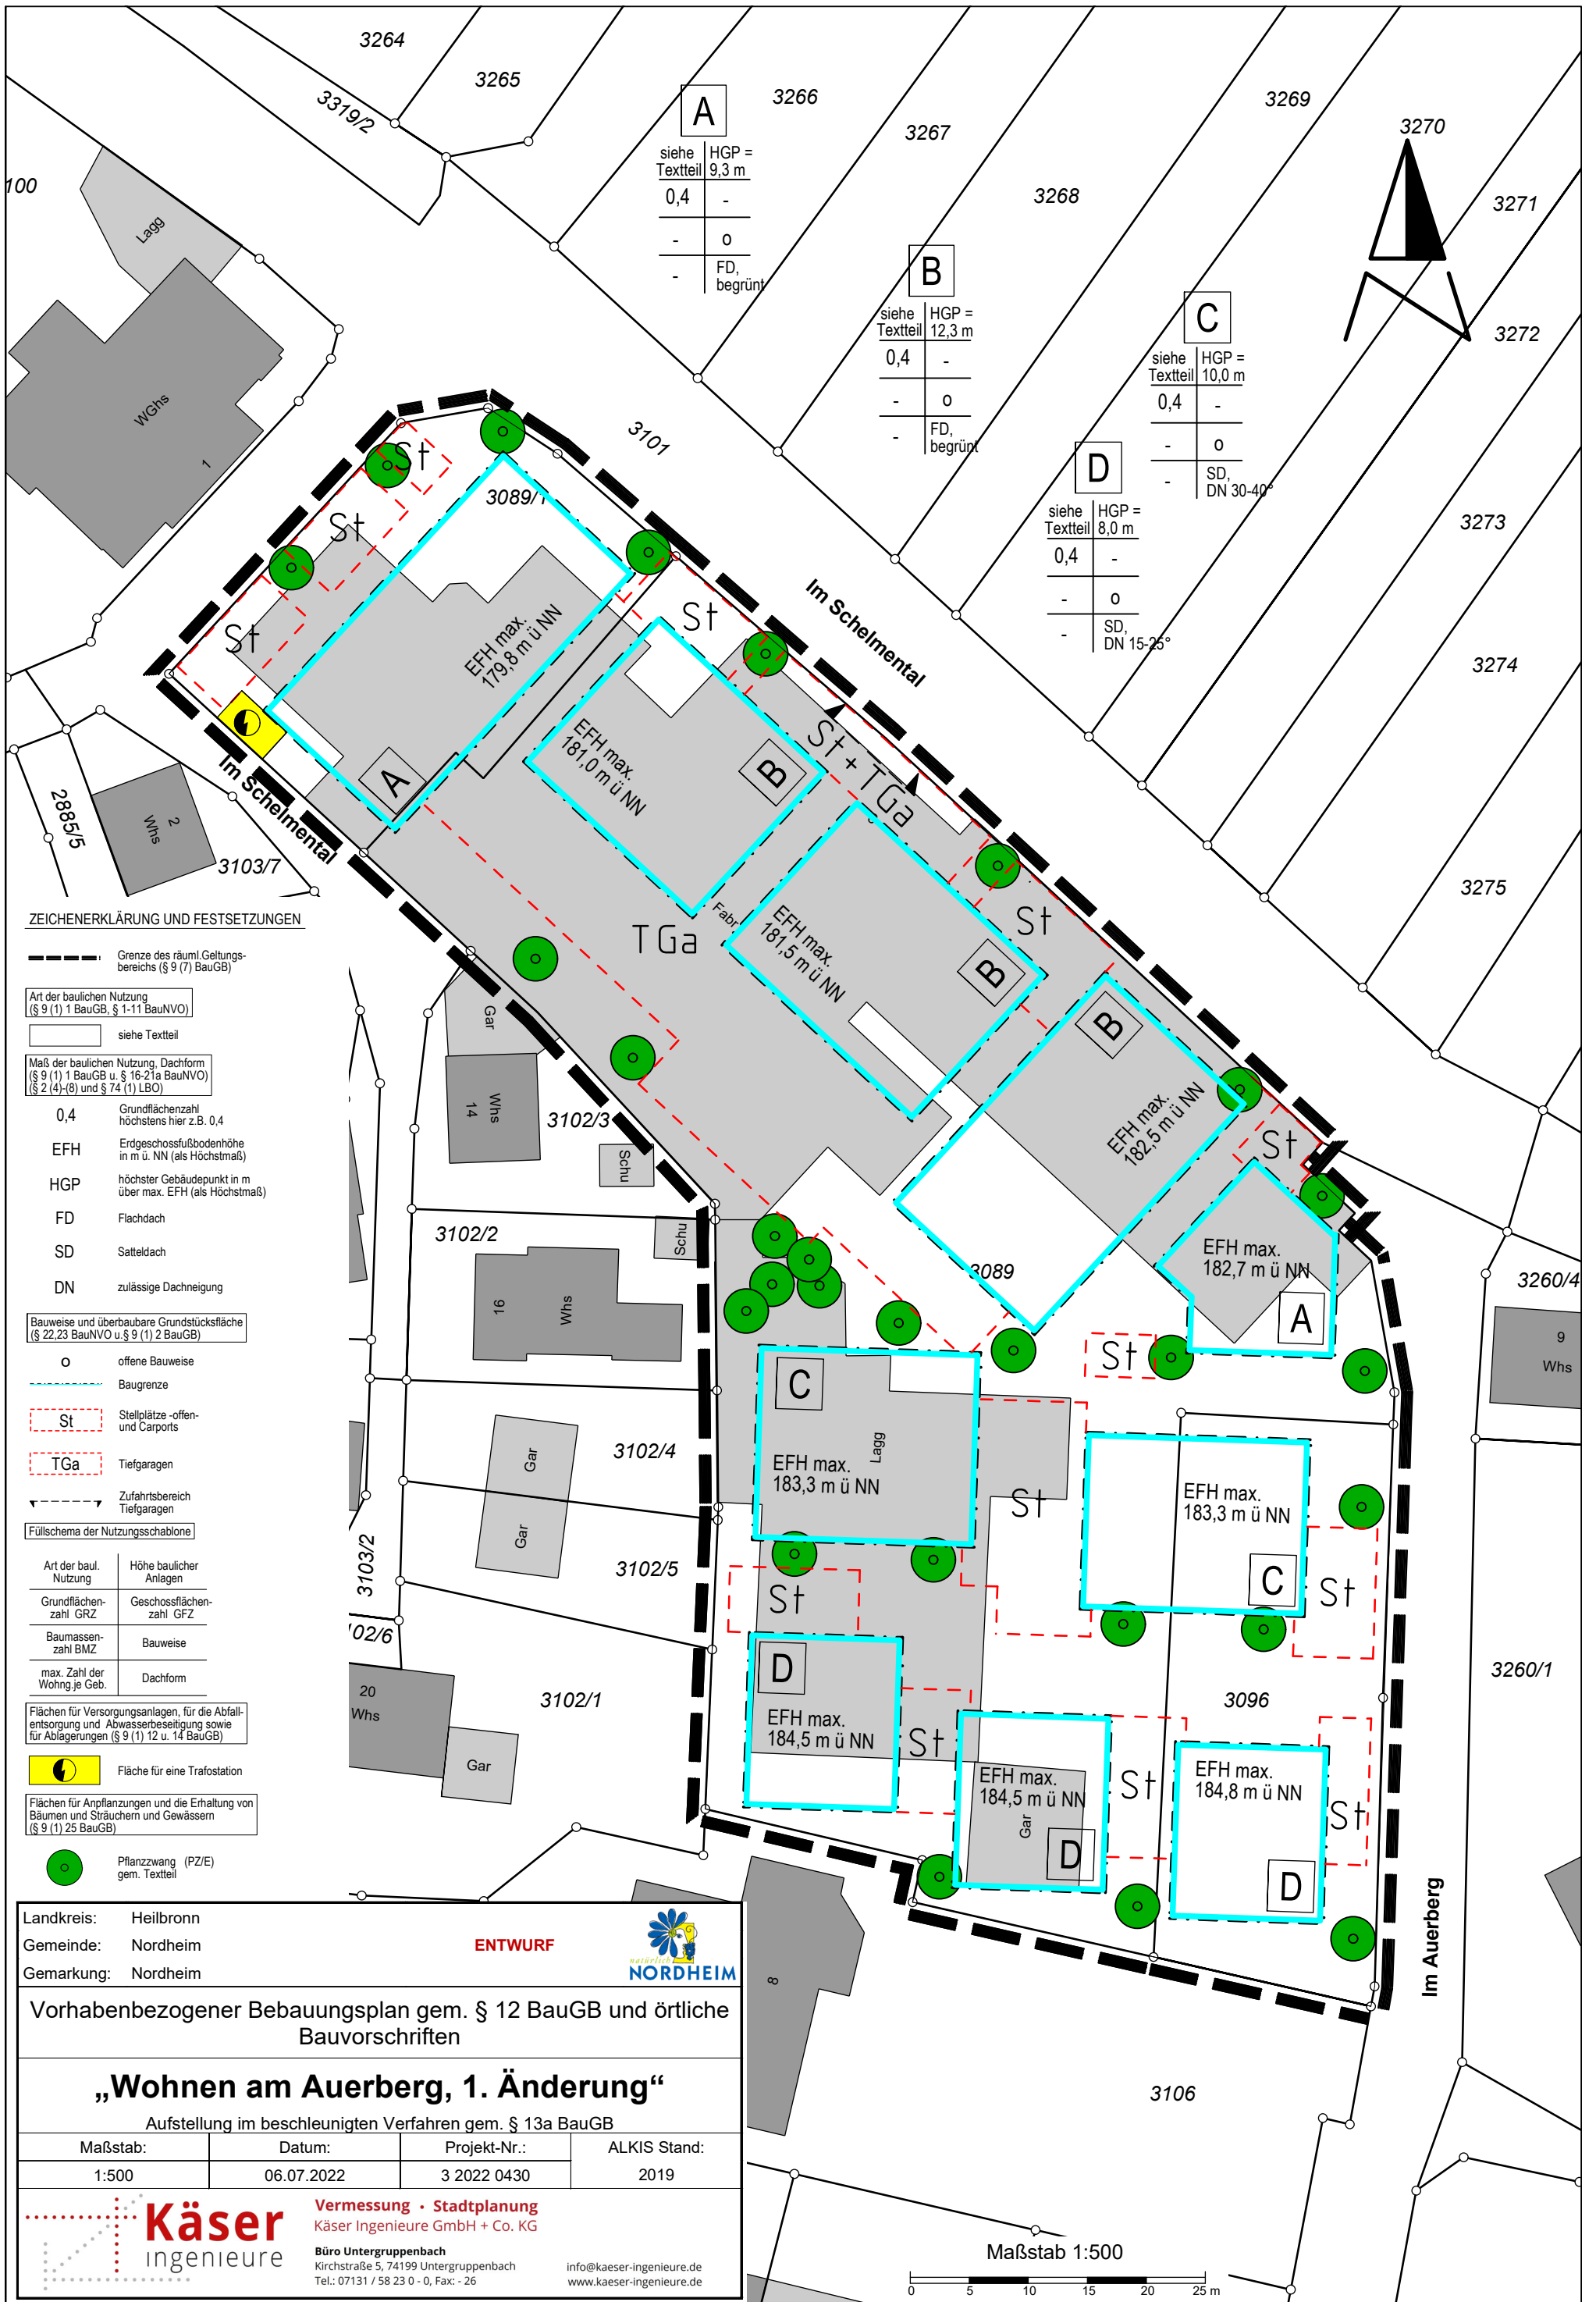 3264
3265
3319/2
3266
3267
3268
3269
3270
3271
3272
3273
3274
3275
100
Lagg
WGhs
1
A
siehe Textteil
HGP = 9,3 m
0,4
-
-
o
-
FD, begrünt
B
siehe Textteil
HGP = 12,3 m
0,4
-
-
o
-
FD, begrünt
C
siehe Textteil
HGP = 10,0 m
0,4
-
-
o
-
SD, DN 30-40°
D
siehe Textteil
HGP = 8,0 m
0,4
-
-
o
-
SD, DN 15-25°
3101
3089/1
St
St
St
St
EFH max.
179,8 m ü NN
A
EFH max.
181,0 m ü NN
B
Im Schelmental
St + TGa
Im Schelmental
2885/5
2
Whs
3103/7
Fabr
TGa
EFH max.
181,5 m ü NN
B
St
B
EFH max.
182,5 m ü NN
St
EFH max.
182,7 m ü NN
A
3089
St
Gar
14
Whs
3102/3
Schu
3102/2
Schu
16
Whs
3260/4
9
Whs
C
Lagg
EFH max.
183,3 m ü NN
St
EFH max.
183,3 m ü NN
C
St
Gar
Gar
3102/4
3102/5
3103/2
102/6
20
Whs
3102/1
Gar
St
D
EFH max.
184,5 m ü NN
St
EFH max.
184,5 m ü NN
Gar
D
St
3096
EFH max.
184,8 m ü NN
D
St
3260/1
Im Auerberg
8
3106
ZEICHENERKLÄRUNG UND FESTSETZUNGEN
Grenze des räuml.Geltungs-
bereichs (§ 9 (7) BauGB)
Art der baulichen Nutzung
(§ 9 (1) 1 BauGB, § 1-11 BauNVO)
siehe Textteil
Maß der baulichen Nutzung, Dachform
(§ 9 (1) 1 BauGB u. § 16-21a BauNVO)
(§ 2 (4)-(8) und § 74 (1) LBO)
0,4
Grundflächenzahl
höchstens hier z.B. 0,4
EFH
Erdgeschossfußbodenhöhe
in m ü. NN (als Höchstmaß)
HGP
höchster Gebäudepunkt in m
über max. EFH (als Höchstmaß)
FD
Flachdach
SD
Satteldach
DN
zulässige Dachneigung
Bauweise und überbaubare Grundstücksfläche
(§ 22,23 BauNVO u.§ 9 (1) 2 BauGB)
o
offene Bauweise
Baugrenze
St
Stellplätze -offen-
und Carports
TGa
Tiefgaragen
Zufahrtsbereich
Tiefgaragen
Füllschema der Nutzungsschablone
Art der baul.
Nutzung
Höhe baulicher
Anlagen
Grundflächen-
zahl GRZ
Geschossflächen-
zahl GFZ
Baumassen-
zahl BMZ
Bauweise
max. Zahl der
Wohng.je Geb.
Dachform
Flächen für Versorgungsanlagen, für die Abfall-
entsorgung und Abwasserbeseitigung sowie
für Ablagerungen (§ 9 (1) 12 u. 14 BauGB)
Fläche für eine Trafostation
Flächen für Anpflanzungen und die Erhaltung von
Bäumen und Sträuchern und Gewässern
(§ 9 (1) 25 BauGB)
Pflanzzwang (PZ/E)
gem. Textteil
Landkreis: Heilbronn
Gemeinde: Nordheim
Gemarkung: Nordheim
ENTWURF
natürlich
NORDHEIM
Vorhabenbezogener Bebauungsplan gem. § 12 BauGB und örtliche
Bauvorschriften
„Wohnen am Auerberg, 1. Änderung“
Aufstellung im beschleunigten Verfahren gem. § 13a BauGB
Maßstab: Datum: Projekt-Nr.: ALKIS Stand:
1:500 06.07.2022 3 2022 0430 2019
Käser
ingenieure
Vermessung · Stadtplanung
Käser Ingenieure GmbH + Co. KG
Büro Untergruppenbach
Kirchstraße 5, 74199 Untergruppenbach
Tel.: 07131 / 58 23 0 - 0, Fax: - 26
info@kaeser-ingenieure.de
www.kaeser-ingenieure.de
Maßstab 1:500
0 5 10 15 20 25 m